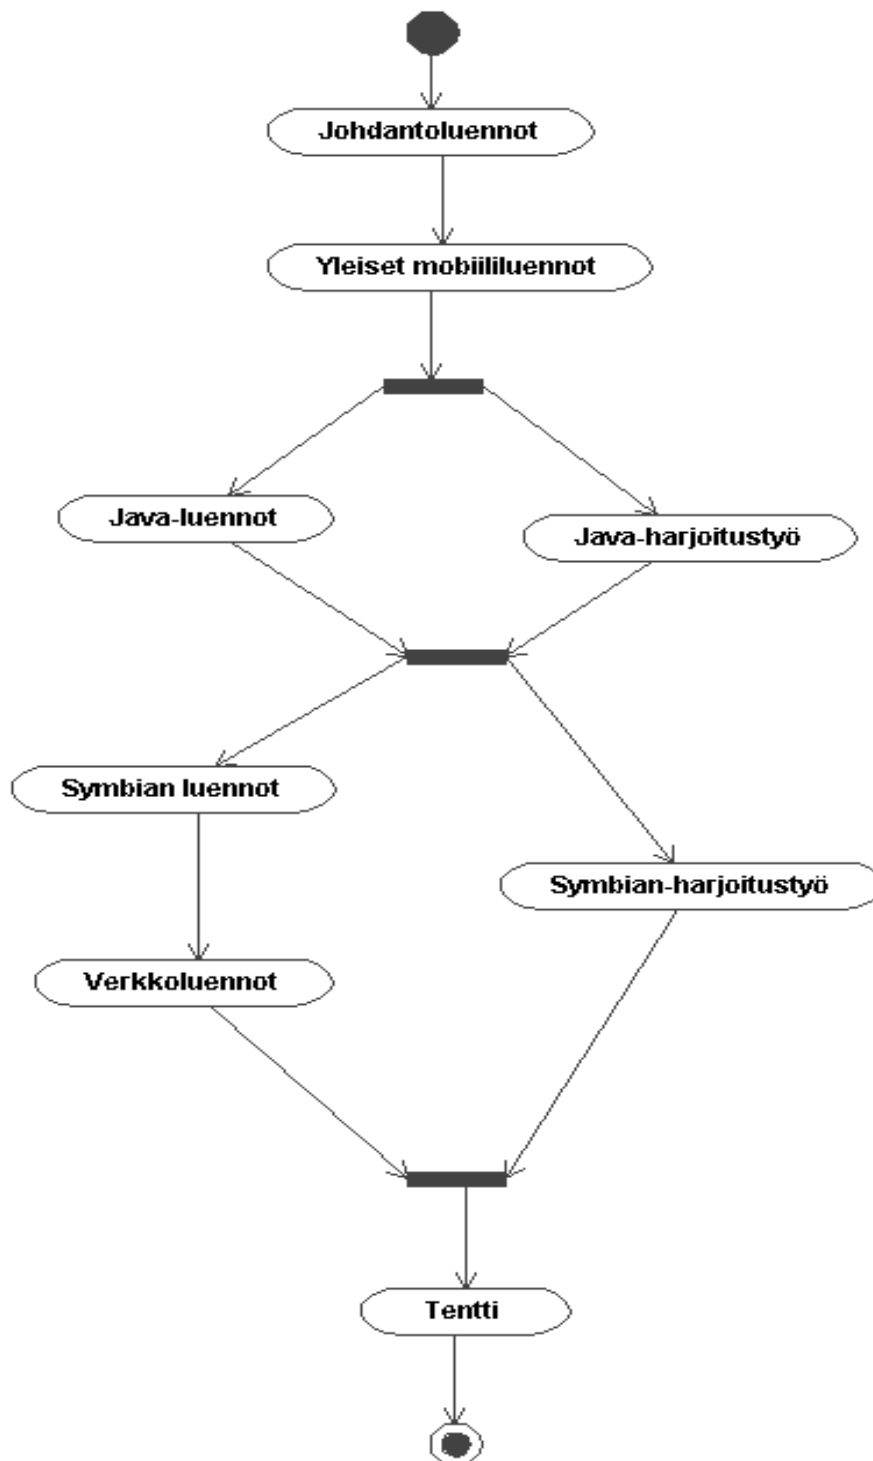 Johdantoluennot
Yleiset mobiililuennot
Java-luennot
Java-harjoitustyö
Symbian luennot
Symbian-harjoitustyö
Verkkoluennot
Tentti